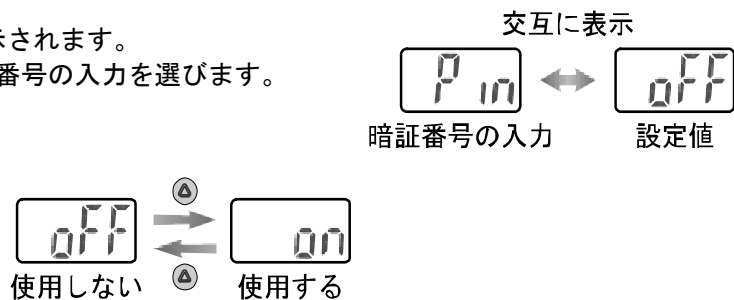 交互に表示
示されます。
番号の入力を選びます。
Pin
oFF
暗証番号の入力
設定値
oFF
on
使用しない
使用する